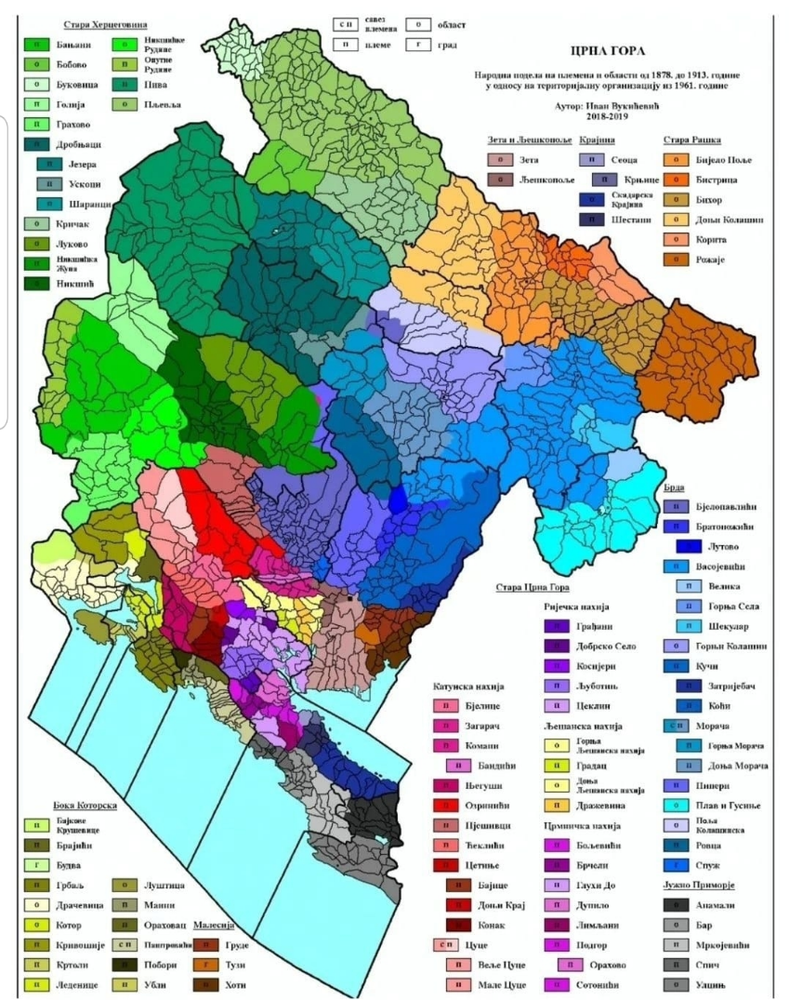 Стара Херцеговина
п Бањани
о Бобово
о Буковица
п Голија
п Грахово
п Дробњаци
п Језера
п Ускоци
п Шаранци
о Кричак
о Луково
п Никшићка Жупа
п Никшић
о Никшићке Рудине
п Опутне Рудине
п Пива
о Пљевља
с п савез племена
п племе
о област
г град
ЦРНА ГОРА
Народна подела на племена и области од 1878. до 1913. године
у односу на територијалну организацију из 1961. године
Аутор: Иван Вукићевић
2018-2019
Зета и Љешкопоље
о Зета
о Љешкопоље
Крајина
п Сеоца
п Крњице
о Скадарска Крајина
п Шестани
Стара Рашка
о Бијело Поље
о Бистрица
о Бихор
о Доњи Колашин
о Корита
о Рожаје
Брда
п Бјелопавлићи
п Братоножићи
Лутово
п Васојевићи
п Велика
п Горња Села
п Шекулар
о Горњи Колашин
п Кучи
п Затријебач
п Коћи
с п Морача
п Горња Морача
п Доња Морача
п Пипери
о Плав и Гусиње
о Поља Колашинска
п Ровца
г Спуж
Стара Црна Гора
Ријечка нахија
п Грађани
п Добрско Село
п Косијери
п Љуботињ
п Цеклин
Љешанска нахија
о Горња Љешанска нахија
п Градац
о Доња Љешанска нахија
п Дражевина
Црмничка нахија
п Бољевићи
п Брчели
п Глухи До
п Дупило
п Лимљани
п Подгор
п Орахово
п Сотонићи
Катунска нахија
п Бјелице
п Загарач
п Комани
п Бандићи
п Његуши
п Озринићи
п Пјешивци
п Ћеклићи
п Цетиње
п Бајице
п Доњи Крај
п Конак
с п Цуце
п Веље Цуце
п Мале Цуце
Јужно Приморје
о Анамали
о Бар
п Мркојевићи
п Спич
о Улцињ
Бока Которска
п Бајкове Крушевице
п Брајићи
г Будва
п Грбаљ
о Драчевица
о Котор
п Кривошије
п Кртоли
п Леденице
о Луштица
п Маини
п Ораховац
с п Паштровићи
п Побори
п Убли
Малесија
п Груде
г Тузи
п Хоти